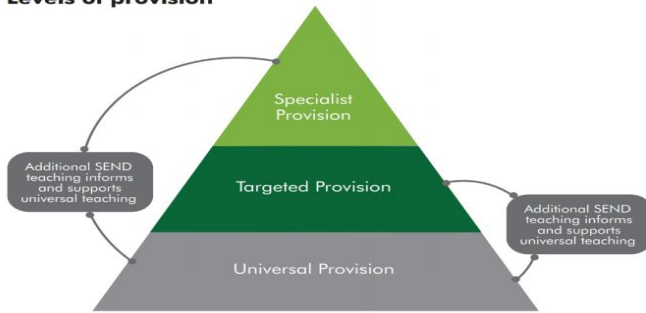 Levels of provision
Specialist
Provision
Additional SEND
teaching informs
and supports
universal teaching
Targeted Provision
Additional SEND
teaching informs
and supports
universal teaching
Universal Provision